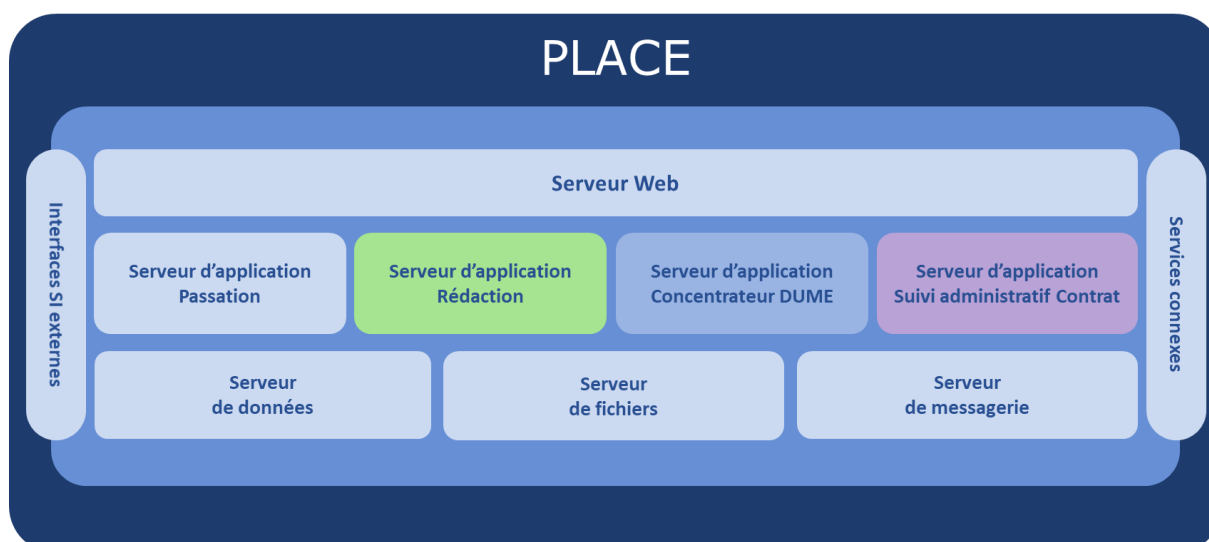 PLACE
Interfaces SI externes
Serveur Web
Serveur d’application
Passation
Serveur d’application
Rédaction
Serveur d’application
Concentrateur DUME
Serveur d’application
Suivi administratif Contrat
Services connexes
Serveur
de données
Serveur
de fichiers
Serveur
de messagerie